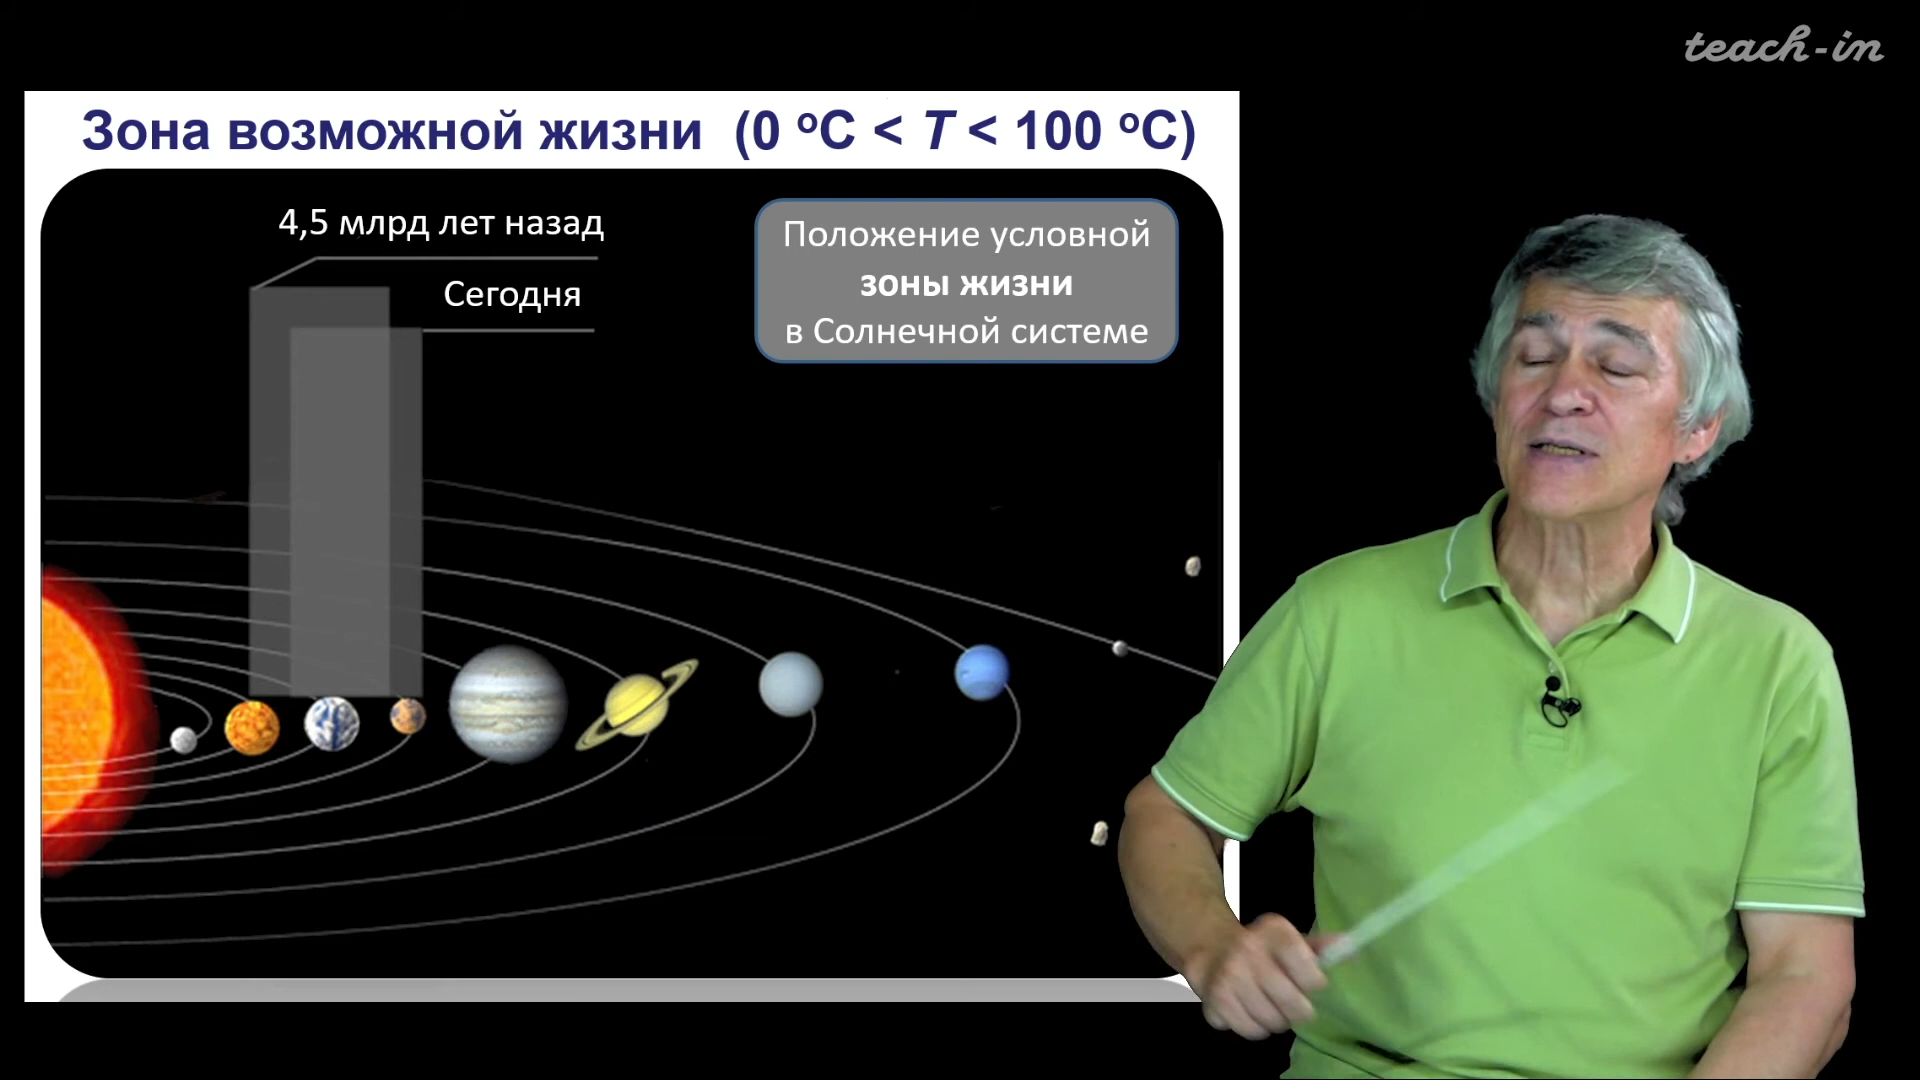 teach-in
Зона возможной жизни (0 °C < T < 100 °C)
4,5 млрд лет назад
Сегодня
Положение условной
зоны жизни
в Солнечной системе